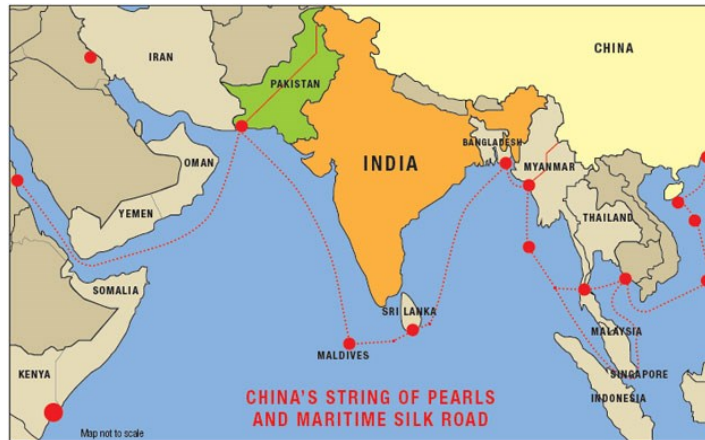 CHINA
IRAN
PAKISTAN
BANGLADESH
OMAN
INDIA
MYANMAR
YEMEN
THAILAND
SOMALIA
SRI LANKA
MALAYSIA
MALDIVES
KENYA
SINGAPORE
INDONESIA
CHINA'S STRING OF PEARLS
AND MARITIME SILK ROAD
Map not to scale